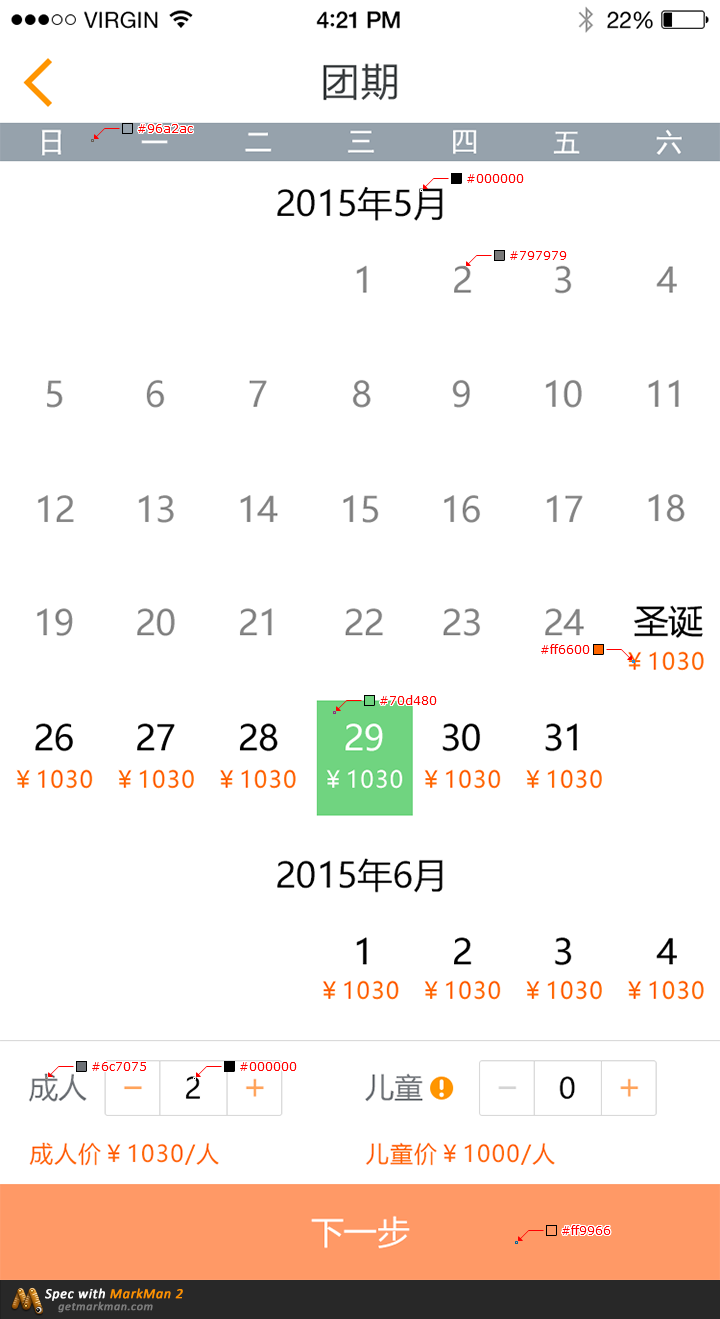 VIRGIN 4:21 PM 22%
团期
日 一 二 三 四 五 六
#96a2ac
#000000
2015年5月
#797979
1 2 3 4
5 6 7 8 9 10 11
12 13 14 15 16 17 18
19 20 21 22 23 24 圣诞
#ff6600 ¥1030
#70d480
26 27 28 29 30 31
¥1030 ¥1030 ¥1030 ¥1030 ¥1030 ¥1030
2015年6月
1 2 3 4
¥1030 ¥1030 ¥1030 ¥1030
#6c7075 #000000
成人 − 2 + 儿童 ! − 0 +
成人价¥1030/人 儿童价¥1000/人
下一步 #ff9966
Spec with MarkMan 2
getmarkman.com